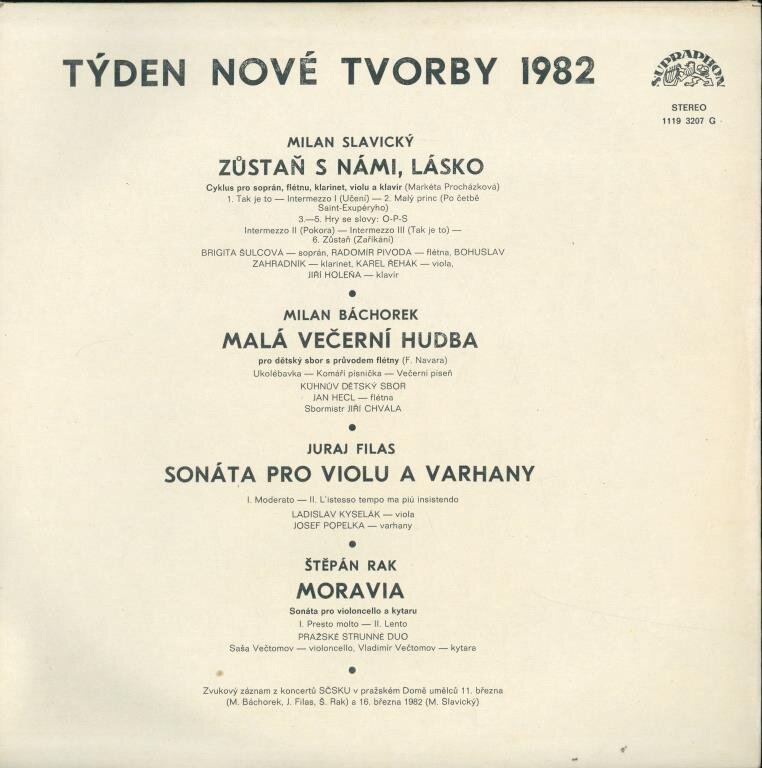 TÝDEN NOVÉ TVORBY 1982
SUPRAPHON
STEREO
1119 3207 G
MILAN SLAVICKÝ
ZŮSTAŇ S NÁMI, LÁSKO
Cyklus pro soprán, flétnu, klarinet, violu a klavír (Markéta Procházková)
1. Tak je to — Intermezzo I (Učení) — 2. Malý princ (Po četbě
Saint-Exupéryho)
3.—5. Hry se slovy: O-P-S
Intermezzo II (Pokora) — Intermezzo III (Tak je to) —
6. Zůstaň (Zaříkání)
BRIGITA ŠULCOVÁ — soprán, RADOMÍR PIVODA — flétna, BOHUSLAV
ZAHRADNÍK — klarinet, KAREL ŘEHÁK — viola,
JIŘÍ HOLEŇA — klavír
MILAN BÁCHOREK
MALÁ VEČERNÍ HUDBA
pro dětský sbor s průvodem flétny (F. Navara)
Ukolébavka — Komáří písnička — Večerní píseň
KÜHNŮV DĚTSKÝ SBOR
JAN HECL — flétna
Sbormistr JIŘÍ CHVÁLA
JURAJ FILAS
SONÁTA PRO VIOLU A VARHANY
I. Moderato — II. L'istesso tempo ma piú insistendo
LADISLAV KYSELÁK — viola
JOSEF POPELKA — varhany
ŠTĚPÁN RAK
MORAVIA
Sonáta pro violoncello a kytaru
I. Presto molto — II. Lento
PRAŽSKÉ STRUNNÉ DUO
Saša Večtomov — violoncello, Vladimír Večtomov — kytara
Zvukový záznam z koncertů SČSKU v pražském Domě umělců 11. března
(M. Báchorek, J. Filas, Š. Rak) a 16. března 1982 (M. Slavický)